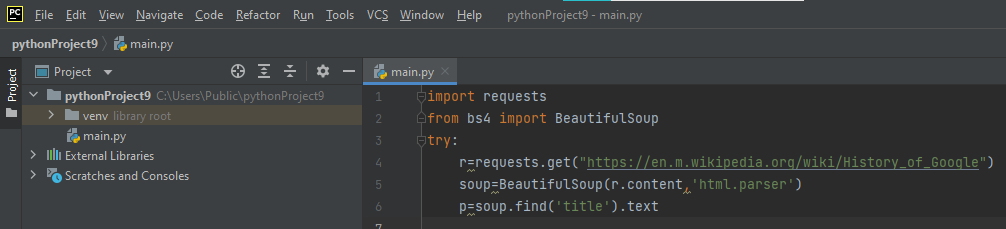 PC File Edit View Navigate Code Refactor Run Tools VCS Window Help pythonProject9 - main.py
pythonProject9 main.py
Project
Project
main.py
pythonProject9 C:\Users\Public\pythonProject9
venv library root
main.py
External Libraries
Scratches and Consoles
1 import requests
2 from bs4 import BeautifulSoup
3 try:
4 r=requests.get("https://en.m.wikipedia.org/wiki/History_of_Google")
5 soup=BeautifulSoup(r.content,'html.parser')
6 p=soup.find('title').text
7